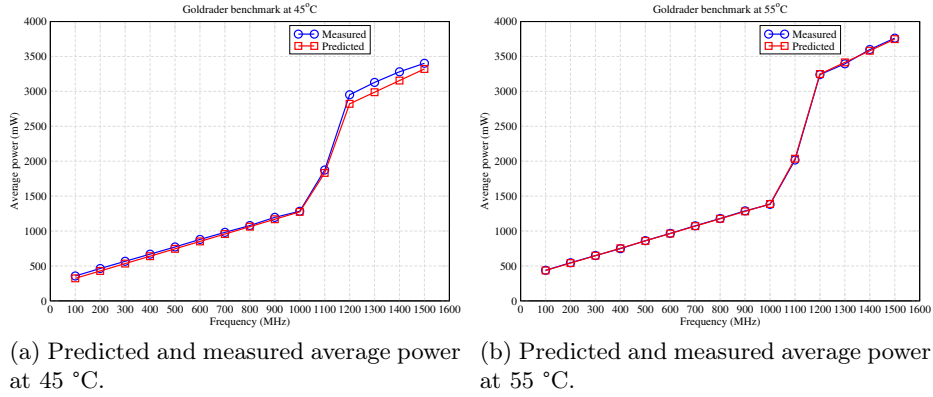 Goldrader benchmark at 45°C
Measured
Predicted
Average power (mW)
4000
3500
3000
2500
2000
1500
1000
500
0
0 100 200 300 400 500 600 700 800 900 1000 1100 1200 1300 1400 1500 1600
Frequency (MHz)
(a) Predicted and measured average power
at 45 °C.
Goldrader benchmark at 55°C
Measured
Predicted
Average power (mW)
4000
3500
3000
2500
2000
1500
1000
500
0
0 100 200 300 400 500 600 700 800 900 1000 1100 1200 1300 1400 1500 1600
Frequency (MHz)
(b) Predicted and measured average power
at 55 °C.